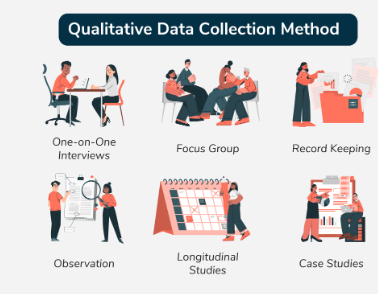 Qualitative Data Collection Method
One-on-One
Interviews
Focus Group
Record Keeping
Observation
Longitudinal
Studies
Case Studies